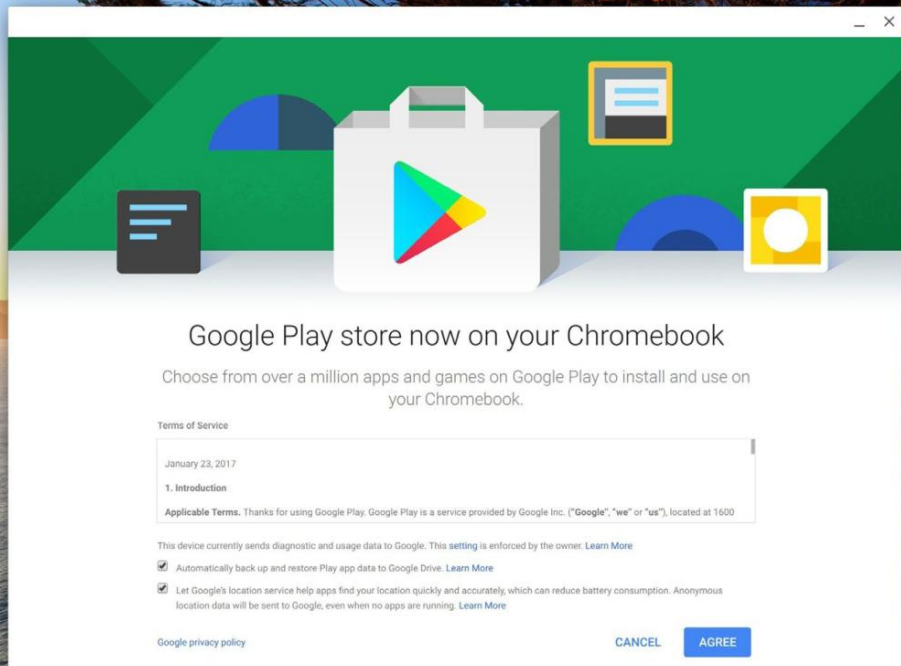 Google Play store now on your Chromebook
Choose from over a million apps and games on Google Play to install and use on
your Chromebook.
Terms of Service
January 23, 2017
1. Introduction
Applicable Terms. Thanks for using Google Play. Google Play is a service provided by Google Inc. ("Google", "we" or "us"), located at 1600
This device currently sends diagnostic and usage data to Google. This setting is enforced by the owner. Learn More
Automatically back up and restore Play app data to Google Drive. Learn More
Let Google's location service help apps find your location quickly and accurately, which can reduce battery consumption. Anonymous
location data will be sent to Google, even when no apps are running. Learn More
Google privacy policy
CANCEL
AGREE